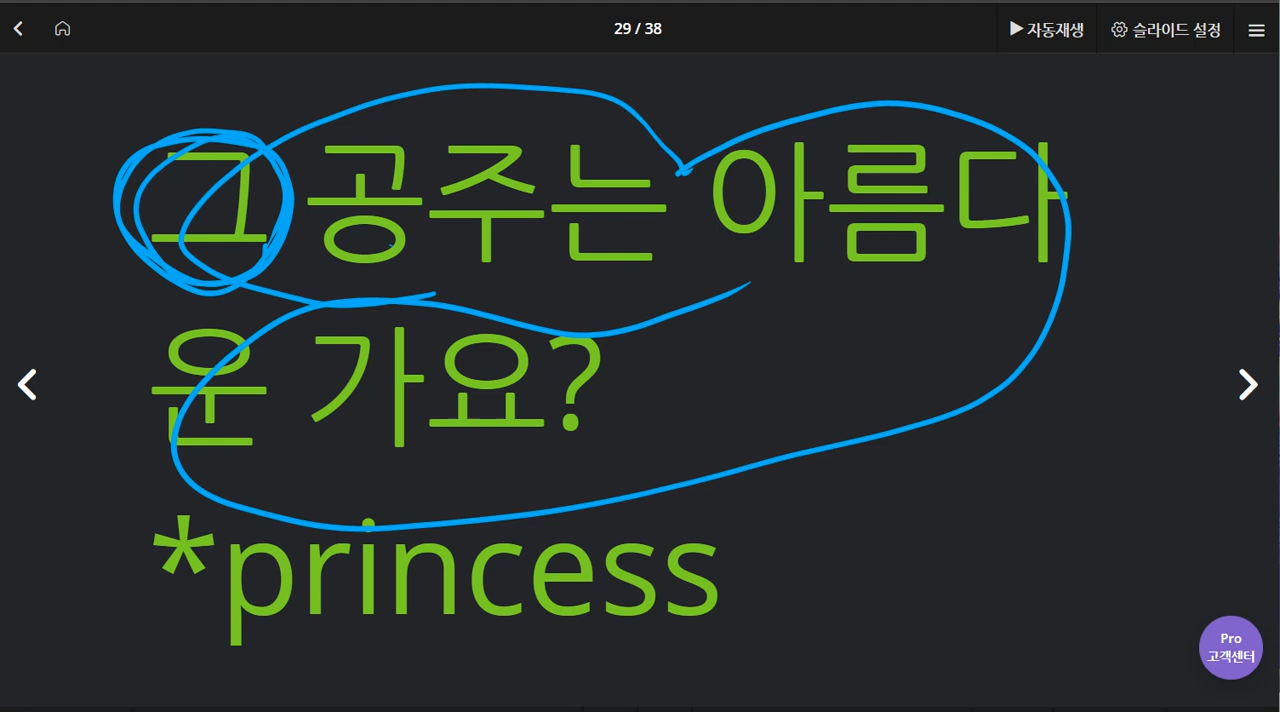 29 / 38
자동재생
슬라이드 설정
그 공주는 아름다
운 가요?
*princess
Pro
고객센터